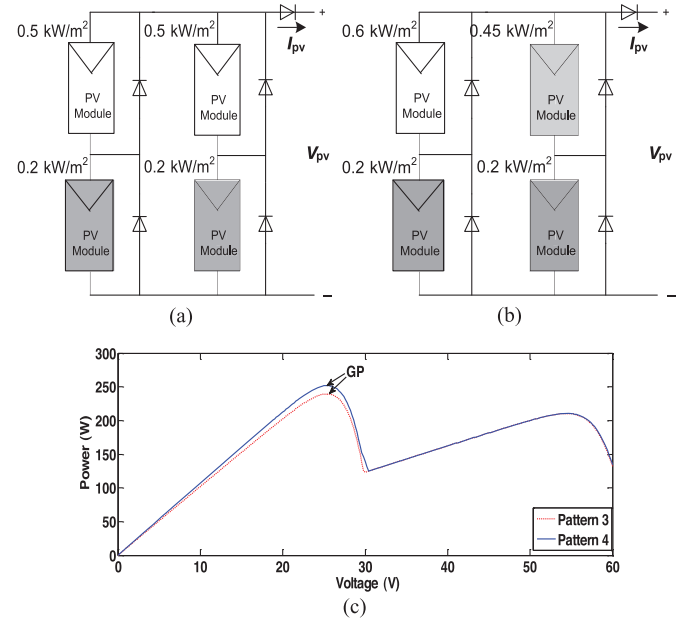 0.5 kW/m²
0.5 kW/m²
PV
Module
PV
Module
0.2 kW/m²
0.2 kW/m²
PV
Module
PV
Module
+
Ipv
Vpv
−
(a)
0.6 kW/m²
0.45 kW/m²
PV
Module
PV
Module
0.2 kW/m²
0.2 kW/m²
PV
Module
PV
Module
+
Ipv
Vpv
−
(b)
300
250
200
150
100
50
0
Power (W)
GP
Pattern 3
Pattern 4
0 10 20 30 40 50 60
Voltage (V)
(c)